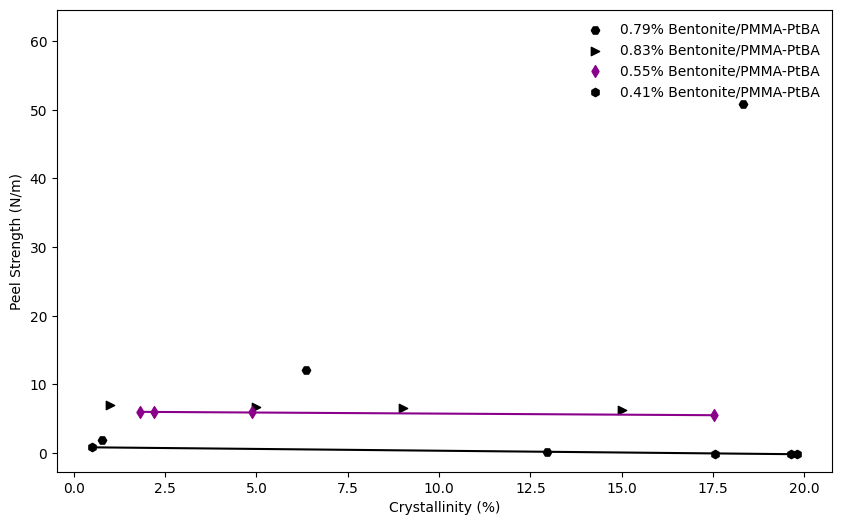 0.79% Bentonite/PMMA-PtBA
0.83% Bentonite/PMMA-PtBA
0.55% Bentonite/PMMA-PtBA
0.41% Bentonite/PMMA-PtBA
Peel Strength (N/m)
60
50
40
30
20
10
0
0.0 2.5 5.0 7.5 10.0 12.5 15.0 17.5 20.0
Crystallinity (%)